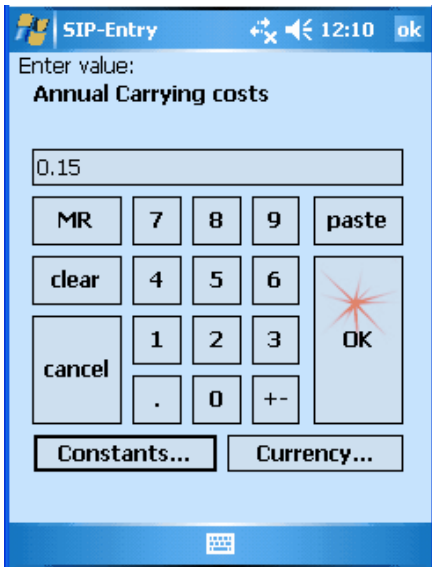 SIP-Entry 12:10 ok
Enter value:
Annual Carrying costs
0.15
MR 7 8 9 paste
clear 4 5 6
cancel 1 2 3 OK
. 0 +-
Constants... Currency...